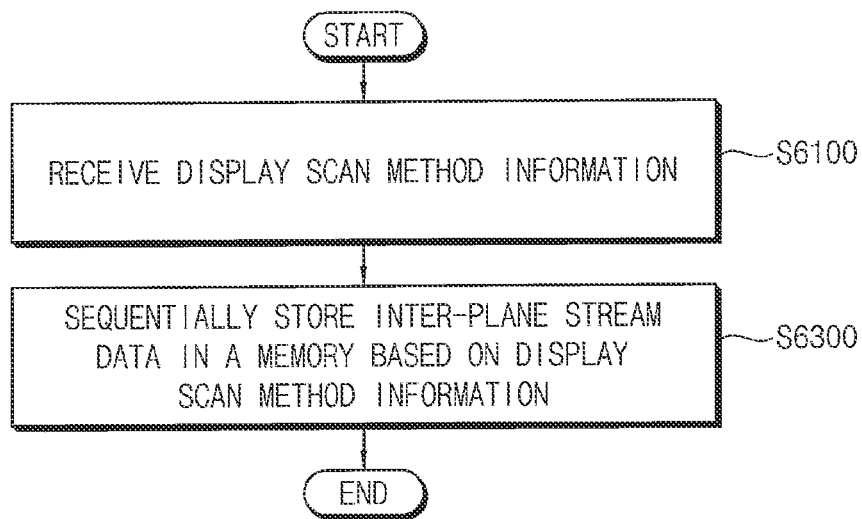 START
RECEIVE DISPLAY SCAN METHOD INFORMATION
S6100
SEQUENTIALLY STORE INTER-PLANE STREAM
DATA IN A MEMORY BASED ON DISPLAY
SCAN METHOD INFORMATION
S6300
END